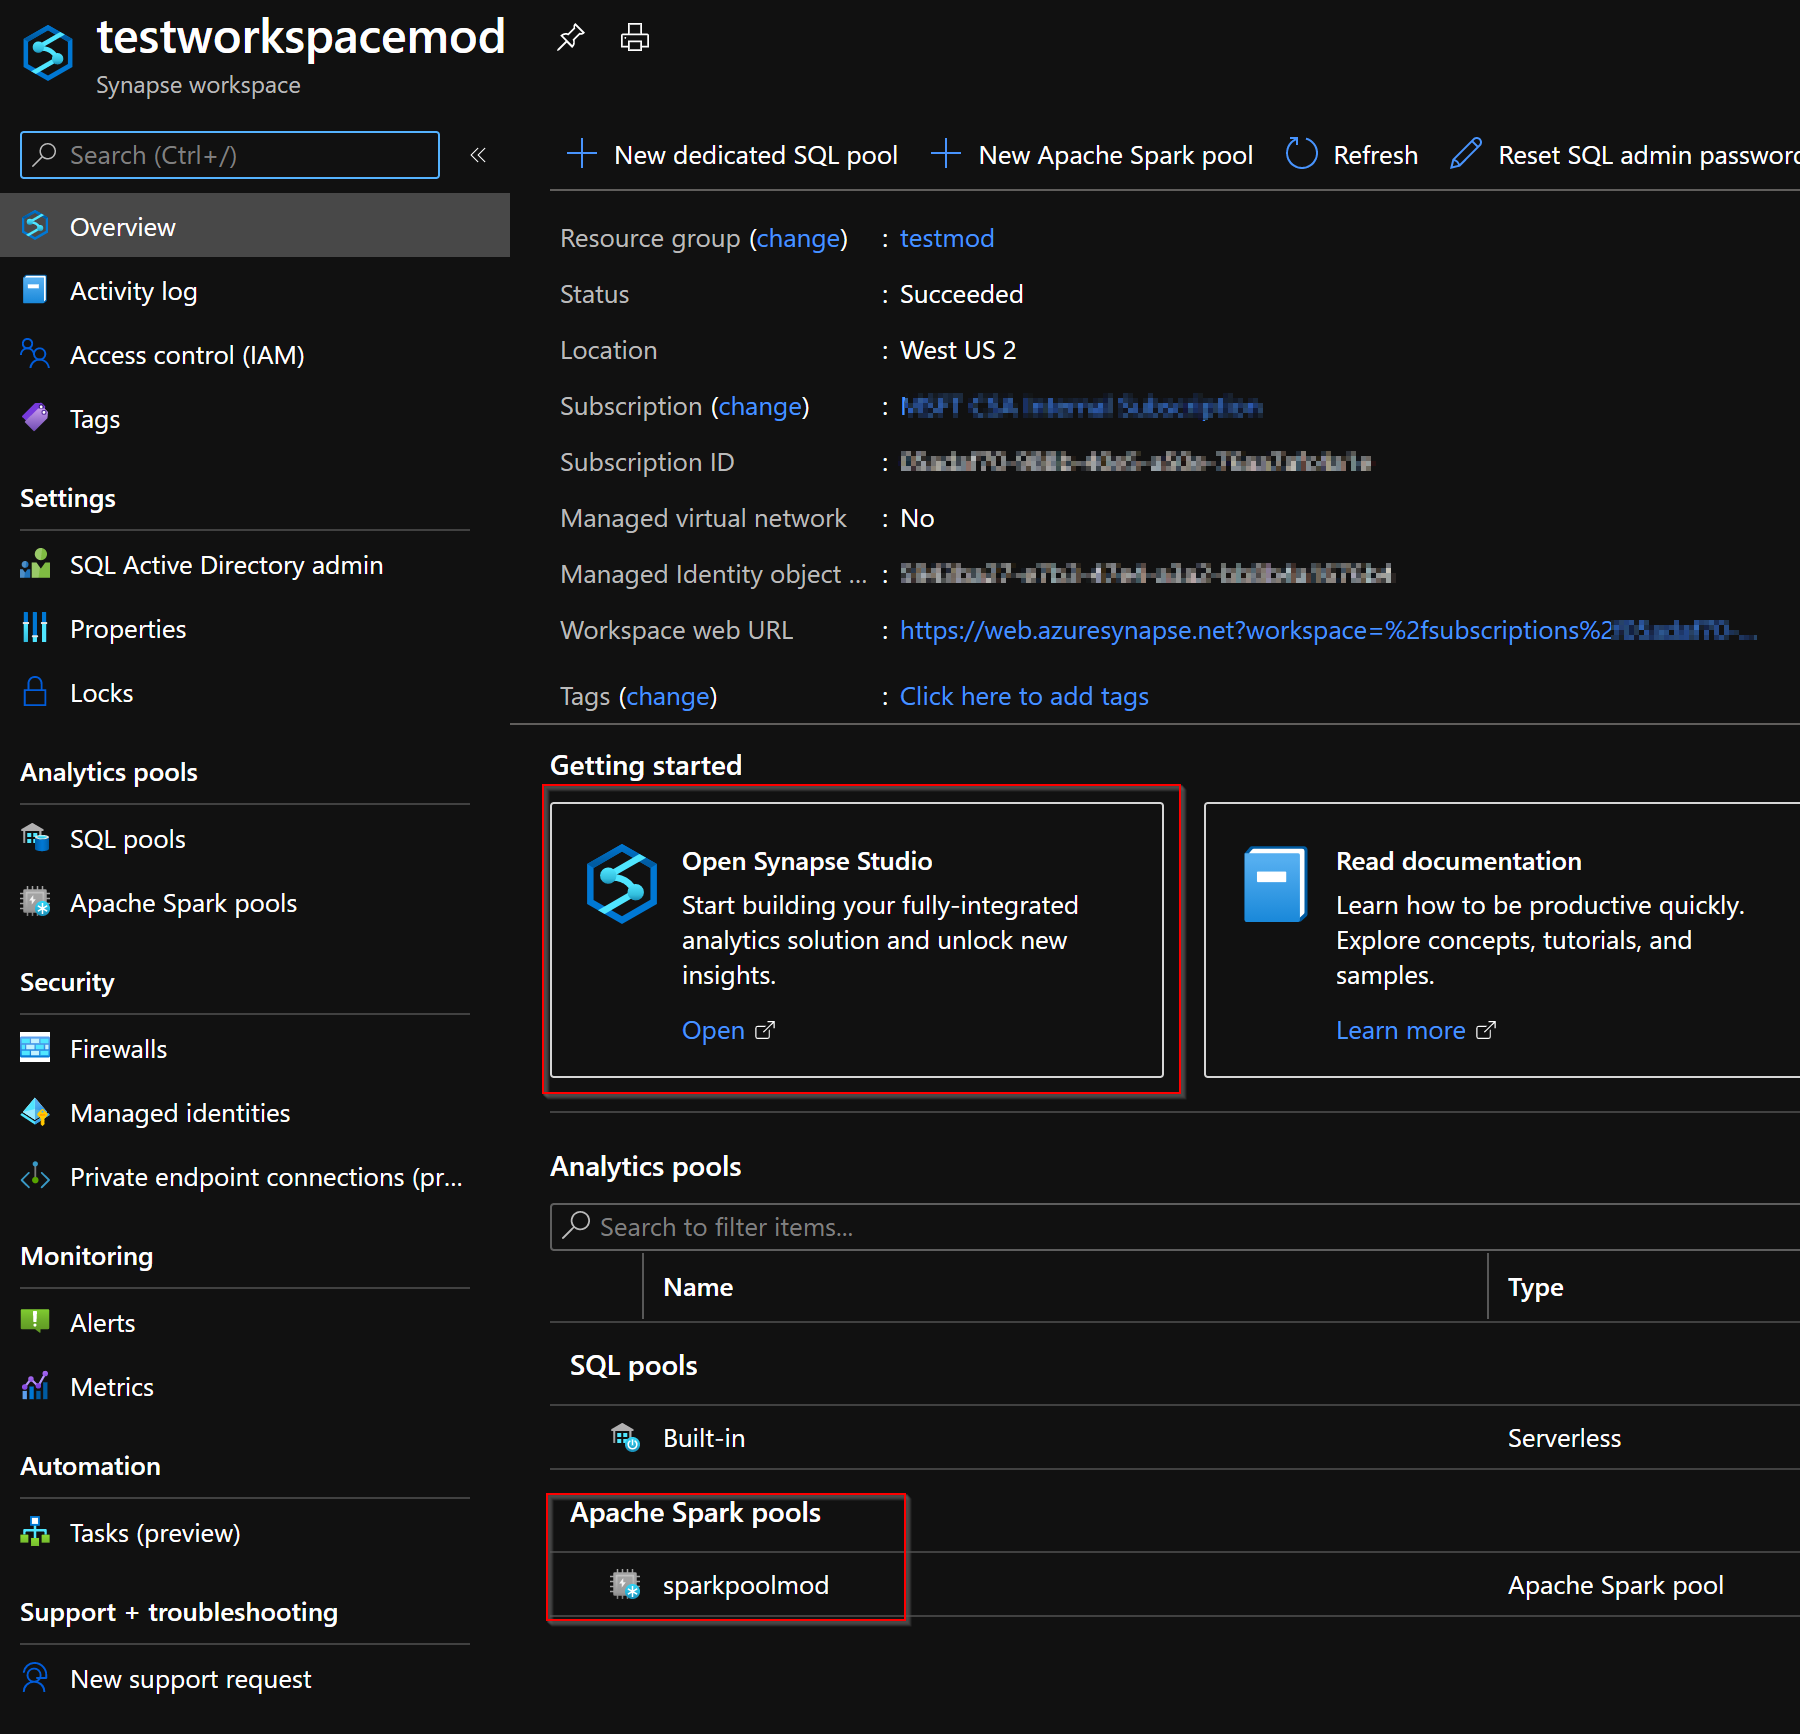 testworkspacemod
Synapse workspace
Search (Ctrl+/)
«
Overview
Activity log
Access control (IAM)
Tags
Settings
SQL Active Directory admin
Properties
Locks
Analytics pools
SQL pools
Apache Spark pools
Security
Firewalls
Managed identities
Private endpoint connections (pr...
Monitoring
Alerts
Metrics
Automation
Tasks (preview)
Support + troubleshooting
New support request
New dedicated SQL pool
New Apache Spark pool
Refresh
Reset SQL admin password
Resource group (change) : testmod
Status : Succeeded
Location : West US 2
Subscription (change) :
Subscription ID :
Managed virtual network : No
Managed Identity object ... :
Workspace web URL : https://web.azuresynapse.net?workspace=%2fsubscriptions%2
Tags (change) : Click here to add tags
Getting started
Open Synapse Studio
Start building your fully-integrated
analytics solution and unlock new
insights.
Open
Read documentation
Learn how to be productive quickly.
Explore concepts, tutorials, and
samples.
Learn more
Analytics pools
Search to filter items...
Name Type
SQL pools
Built-in Serverless
Apache Spark pools
sparkpoolmod Apache Spark pool